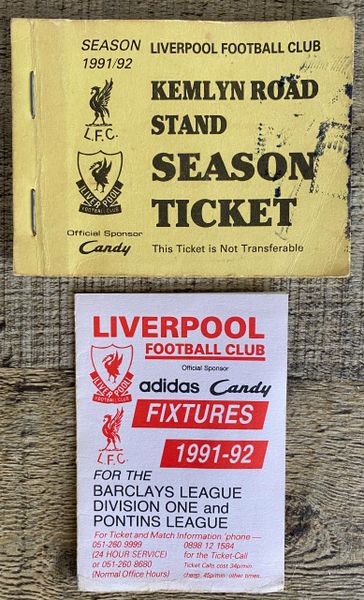 SEASON 1991/92
LIVERPOOL FOOTBALL CLUB
KEMLYN ROAD
STAND
SEASON
TICKET
L.F.C.
LIVERPOOL
FOOTBALL CLUB
Official Sponsor
Candy
This Ticket is Not Transferable
LIVERPOOL
FOOTBALL CLUB
Official Sponsor
adidas Candy
LIVERPOOL
FOOTBALL CLUB
L.F.C.
FIXTURES
1991-92
FOR THE
BARCLAYS LEAGUE
DIVISION ONE and
PONTINS LEAGUE
For Ticket and Match Information 'phone —
051-260 9999 0898 12 1584
(24 HOUR SERVICE) for the Ticket-Call
or 051-260 8680 Ticket Calls cost 34p/min.
(Normal Office Hours) cheap, 45p/min. other times.